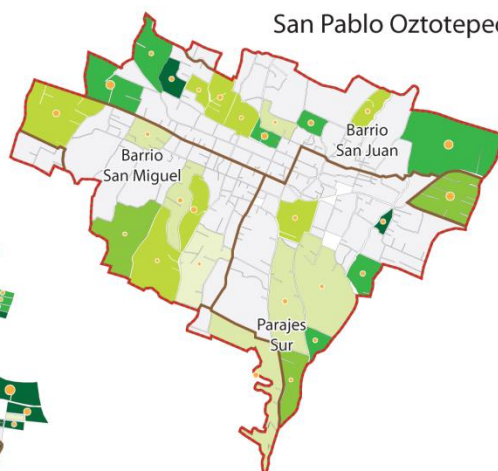 San Pablo Oztotepec
Barrio
San Juan
Barrio
San Miguel
Parajes
Sur